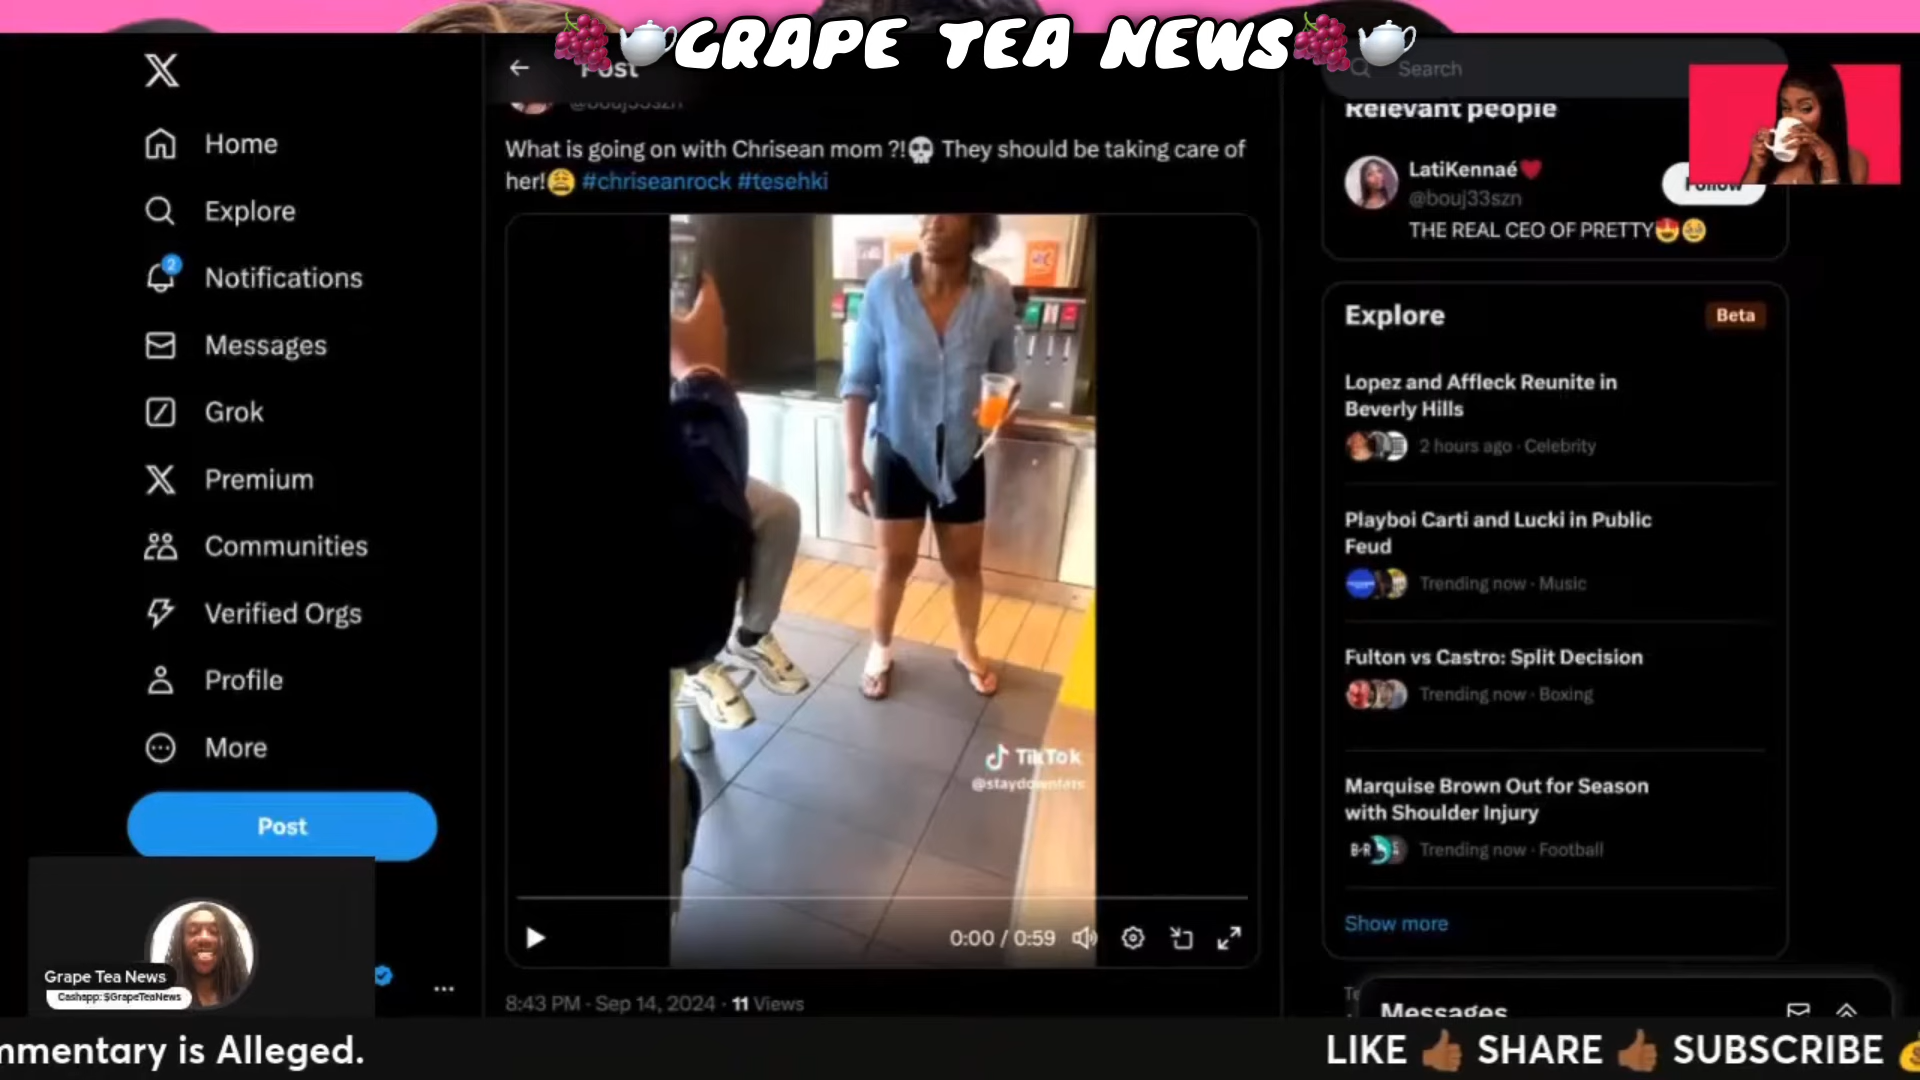 GRAPE TEA NEWS
Post
Search
Home
Explore
Notifications
2
Messages
Grok
Premium
Communities
Verified Orgs
Profile
More
Post
@bouj33szn
What is going on with Chrisean mom ?!💀 They should be taking care of
her!😩 #chriseanrock #tesehki
TikTok
0:00 / 0:59
8:43 PM · Sep 14, 2024 · 11 Views
Relevant people
LatiKennaé❤️
@bouj33szn
Follow
THE REAL CEO OF PRETTY😍🥹
Explore
Beta
Lopez and Affleck Reunite in
Beverly Hills
2 hours ago · Celebrity
Playboi Carti and Lucki in Public
Feud
Trending now · Music
Fulton vs Castro: Split Decision
Trending now · Boxing
Marquise Brown Out for Season
with Shoulder Injury
B-R
Trending now · Football
Show more
Messages
Grape Tea News
Cashapp: $GrapeTeaNews
mmentary is Alleged.
LIKE 👍🏾 SHARE 👍🏾 SUBSCRIBE 💰